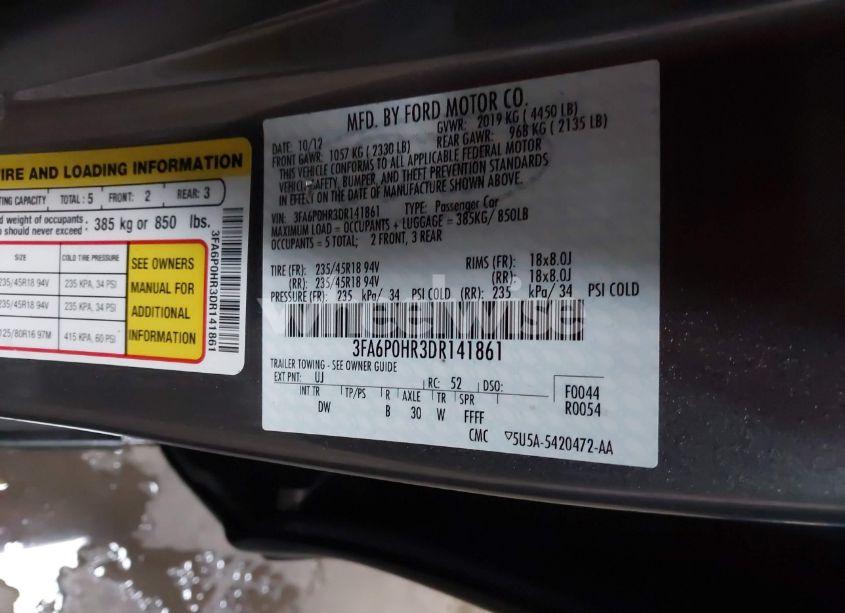 TIRE AND LOADING INFORMATION
TING CAPACITY TOTAL : 5 FRONT: 2 REAR: 3
d weight of occupants
should never exceed : 385 kg or 850 lbs.
SIZE COLD TIRE PRESSURE
235/45R18 94V 235 KPA, 34 PSI
235/45R18 94V 235 KPA, 34 PSI
125/80R16 97M 415 KPA, 60 PSI
SEE OWNERS
MANUAL FOR
ADDITIONAL
INFORMATION
3FA6P0HR3DR141861
MFD. BY FORD MOTOR CO.
DATE: 10/12 GVWR: 2019 KG ( 4450 LB)
FRONT GAWR: 1057 KG ( 2330 LB) REAR GAWR: 968 KG ( 2135 LB)
THIS VEHICLE CONFORMS TO ALL APPLICABLE FEDERAL MOTOR
VEHICLE SAFETY, BUMPER, AND THEFT PREVENTION STANDARDS
IN EFFECT ON THE DATE OF MANUFACTURE SHOWN ABOVE.
VIN: 3FA6P0HR3DR141861 TYPE: Passenger Car
MAXIMUM LOAD = OCCUPANTS + LUGGAGE = 385KG/ 850LB
OCCUPANTS = 5 TOTAL; 2 FRONT, 3 REAR
TIRE (FR): 235/45R18 94V RIMS (FR): 18x8.0J
(RR): 235/45R18 94V (RR): 18x8.0J
PRESSURE (FR): 235 kPa/ 34 PSI COLD (RR): 235 kPa/ 34 PSI COLD
3FA6P0HR3DR141861
TRAILER TOWING - SEE OWNER GUIDE
EXT PNT: UJ RC: 52 DSO: F0044
R0054
INT TR TP/PS R AXLE TR SPR
DW B 30 W FFFF
CMC ▽5U5A-5420472-AA